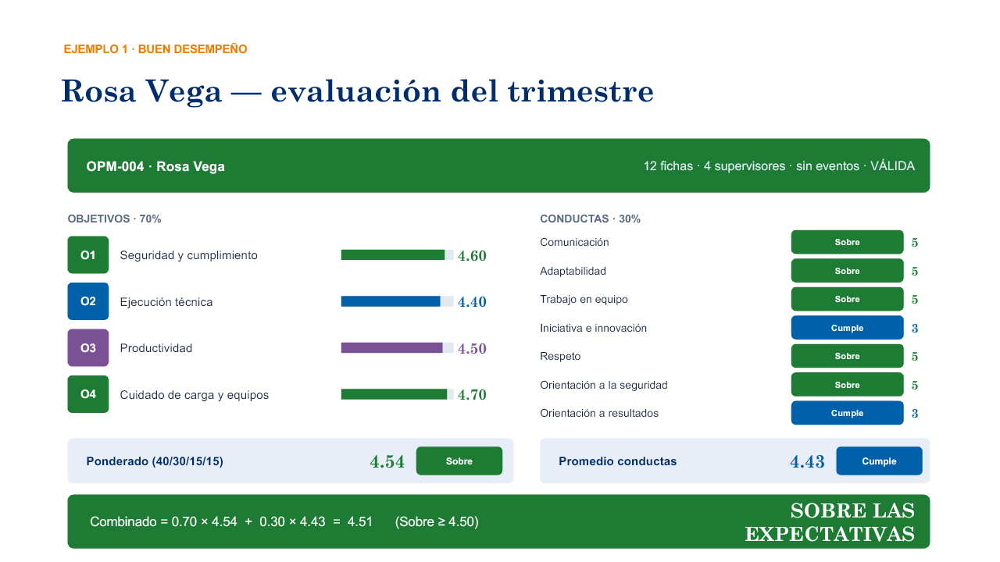 EJEMPLO 1 · BUEN DESEMPEÑO
Rosa Vega — evaluación del trimestre
OPM-004 · Rosa Vega
12 fichas · 4 supervisores · sin eventos · VÁLIDA
OBJETIVOS · 70%
O1 Seguridad y cumplimiento 4.60
O2 Ejecución técnica 4.40
O3 Productividad 4.50
O4 Cuidado de carga y equipos 4.70
Ponderado (40/30/15/15) 4.54 Sobre
CONDUCTAS · 30%
Comunicación Sobre 5
Adaptabilidad Sobre 5
Trabajo en equipo Sobre 5
Iniciativa e innovación Cumple 3
Respeto Sobre 5
Orientación a la seguridad Sobre 5
Orientación a resultados Cumple 3
Promedio conductas 4.43 Cumple
Combinado = 0.70 × 4.54 + 0.30 × 4.43 = 4.51 (Sobre ≥ 4.50)
SOBRE LAS
EXPECTATIVAS